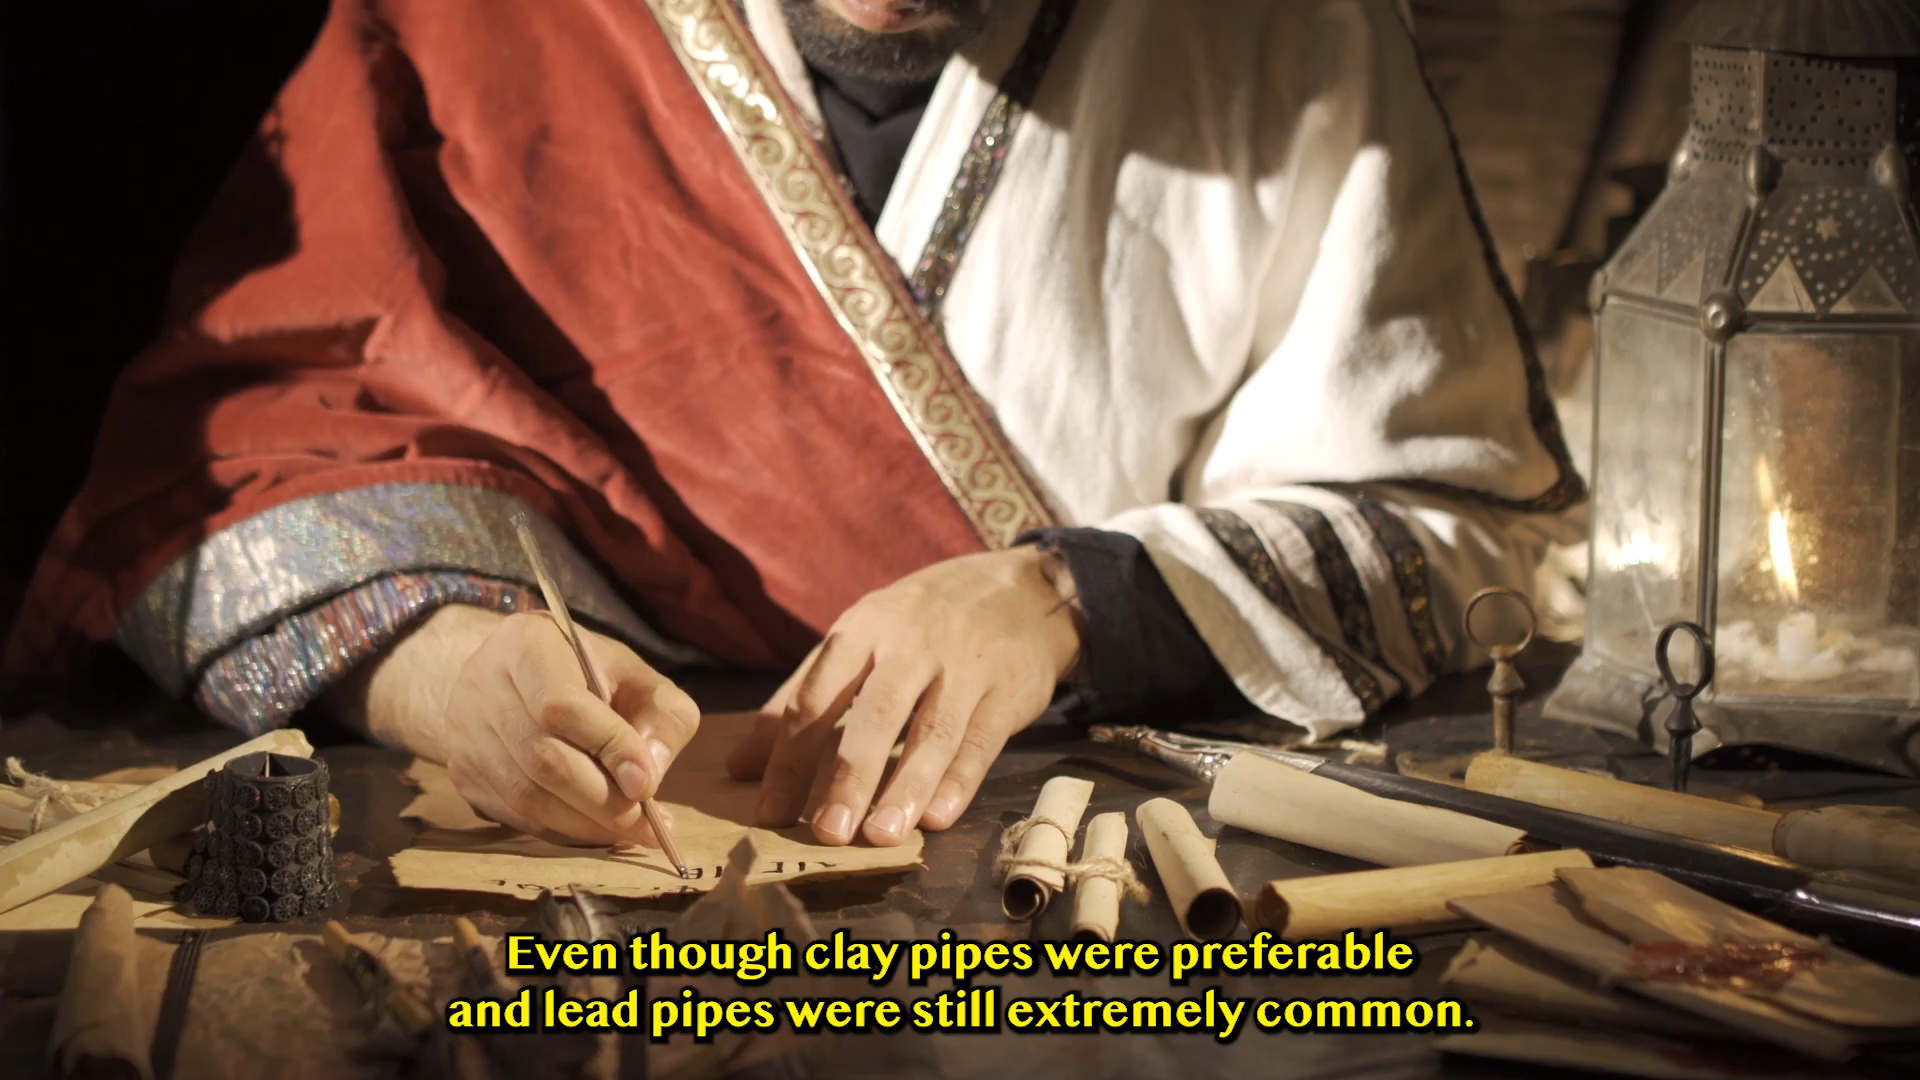 Even though clay pipes were preferable
and lead pipes were still extremely common.